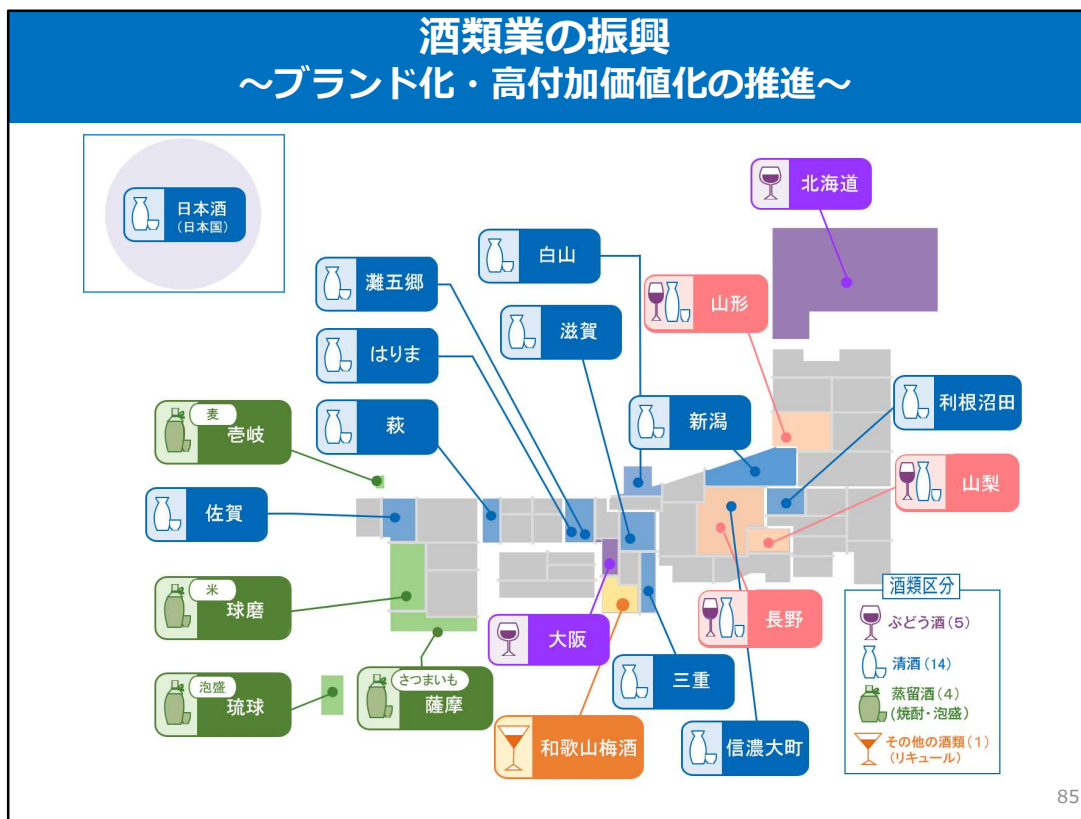 酒類業の振興
～ブランド化・高付加価値化の推進～
日本酒
(日本国)
北海道
白山
灘五郷
山形
滋賀
はりま
利根沼田
新潟
萩
麦
壱岐
山梨
佐賀
酒類区分
米
球磨
ぶどう酒(5)
大阪
長野
清酒(14)
三重
さつまいも
薩摩
泡盛
琉球
蒸留酒(4)
(焼酎・泡盛)
和歌山梅酒
信濃大町
その他の酒類(1)
(リキュール)
85